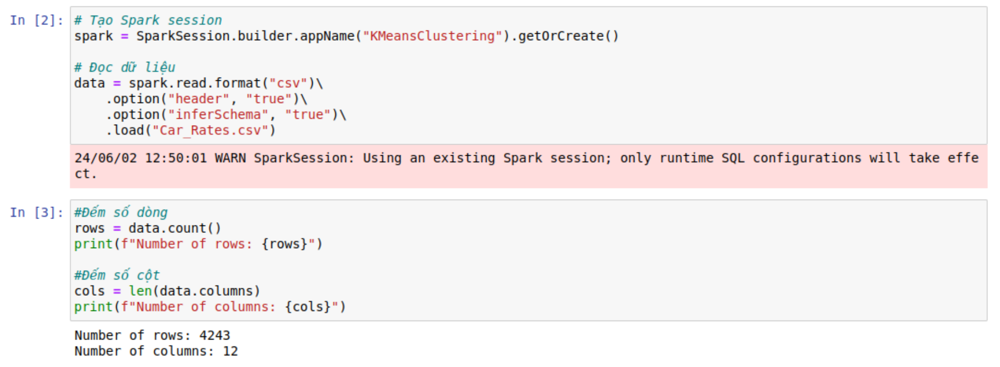 In [2]:
# Tạo Spark session
spark = SparkSession.builder.appName("KMeansClustering").getOrCreate()
# Đọc dữ liệu
data = spark.read.format("csv")\
    .option("header", "true")\
    .option("inferSchema", "true")\
    .load("Car_Rates.csv")
24/06/02 12:50:01 WARN SparkSession: Using an existing Spark session; only runtime SQL configurations will take effe
ct.
In [3]:
#Đếm số dòng
rows = data.count()
print(f"Number of rows: {rows}")
#Đếm số cột
cols = len(data.columns)
print(f"Number of columns: {cols}")
Number of rows: 4243
Number of columns: 12